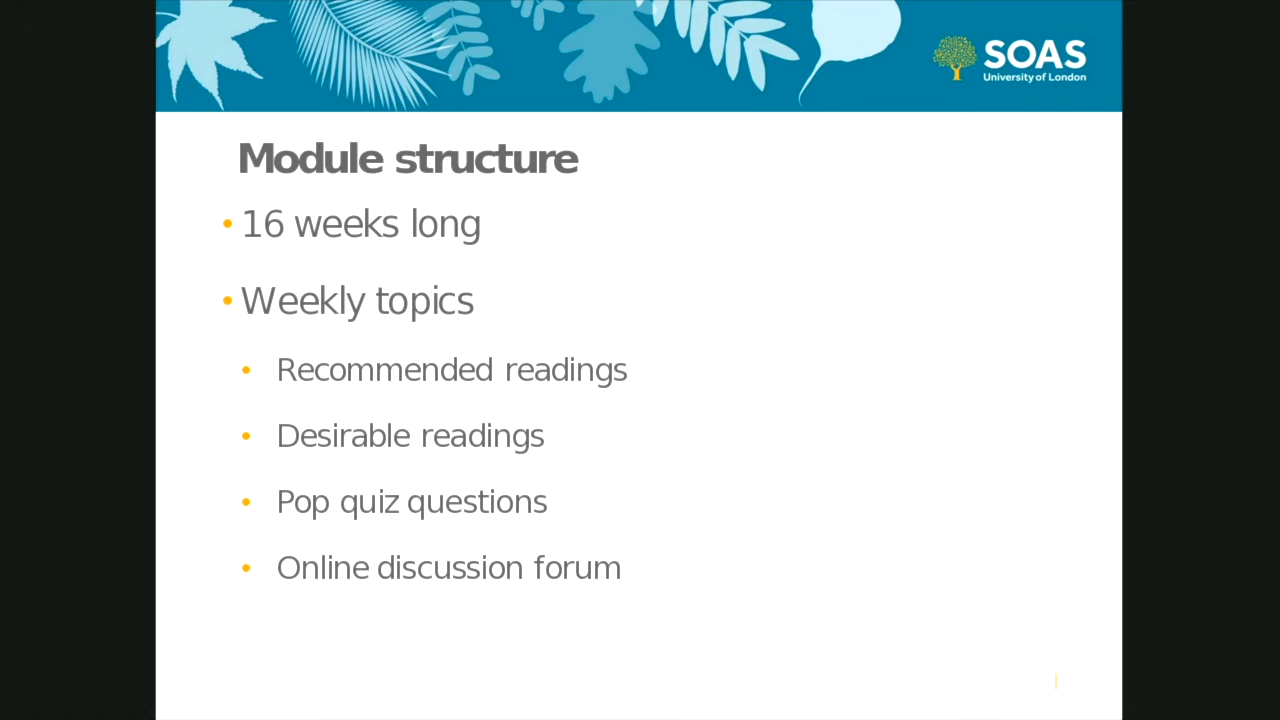 SOAS
University of London
Module structure
• 16 weeks long
• Weekly topics
• Recommended readings
• Desirable readings
• Pop quiz questions
• Online discussion forum